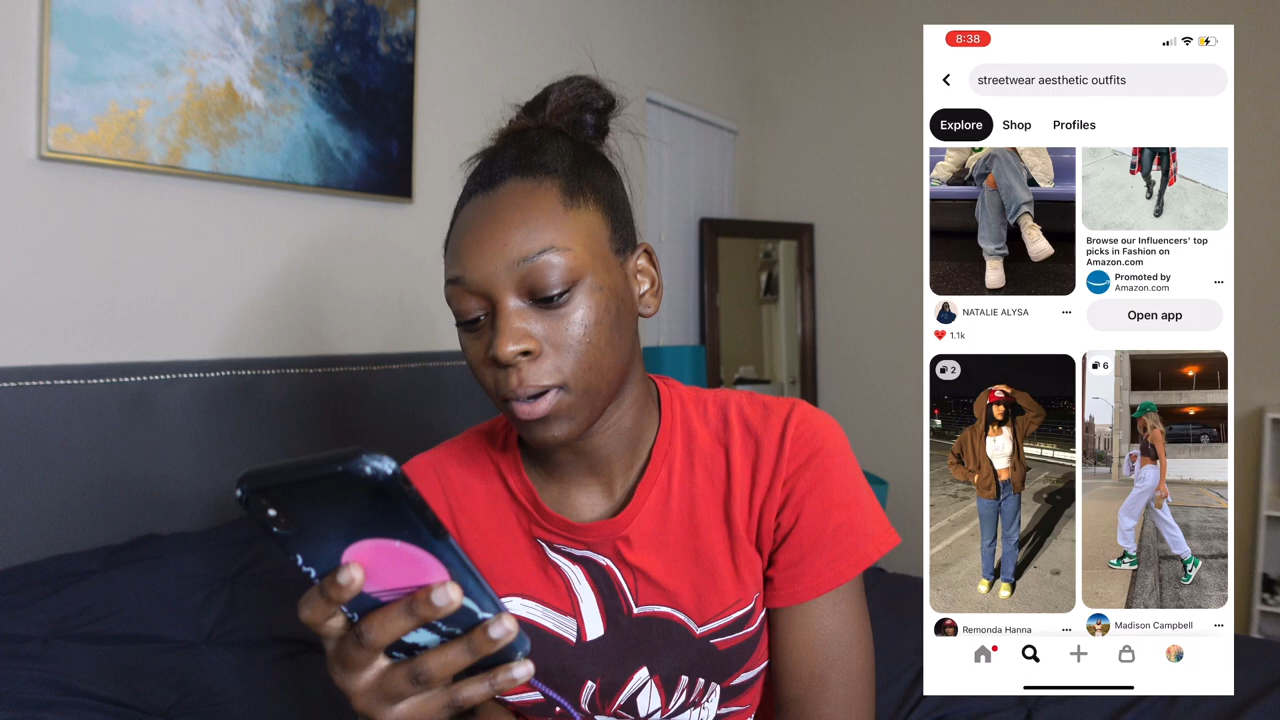 8:38
streetwear aesthetic outfits
Explore Shop Profiles
Browse our Influencers' top
picks in Fashion on
Amazon.com
Promoted by
Amazon.com
Open app
NATALIE ALYSA
1.1k
2
6
Remonda Hanna
Madison Campbell